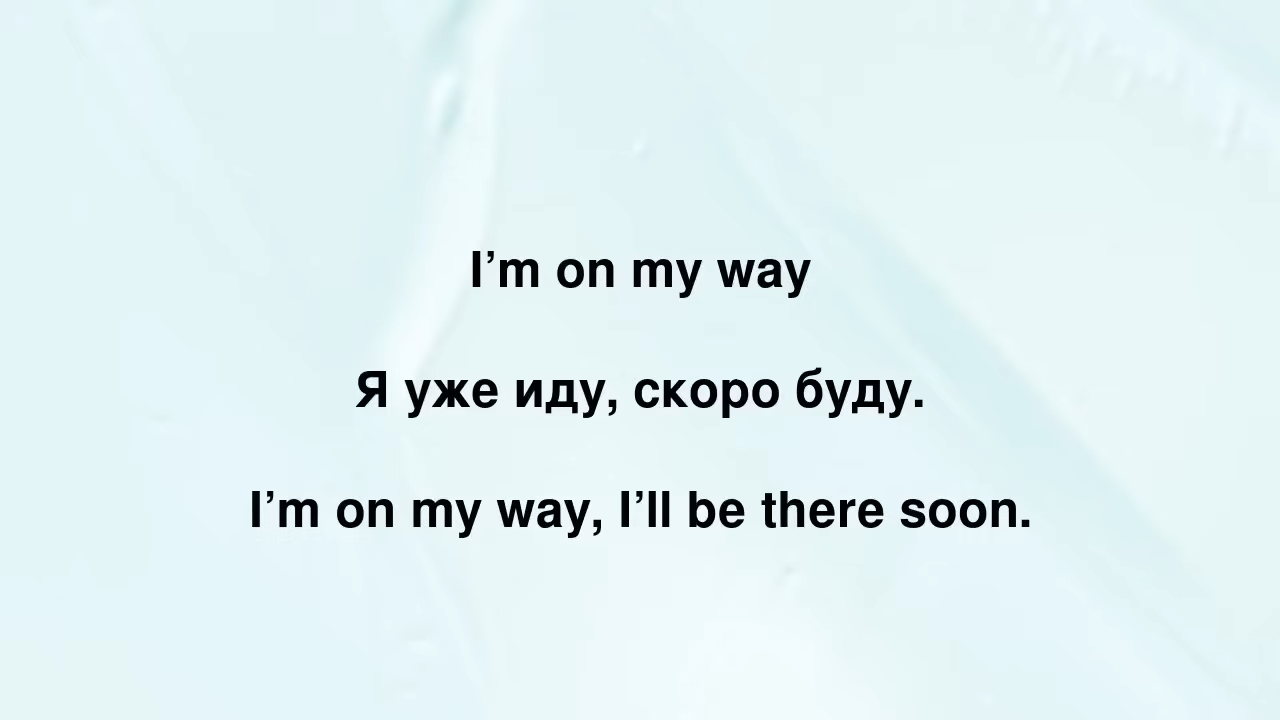 I’m on my way
Я уже иду, скоро буду.
I’m on my way, I’ll be there soon.